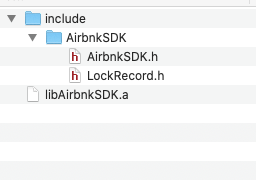 include
AirbnkSDK
h AirbnkSDK.h
h LockRecord.h
libAirbnkSDK.a